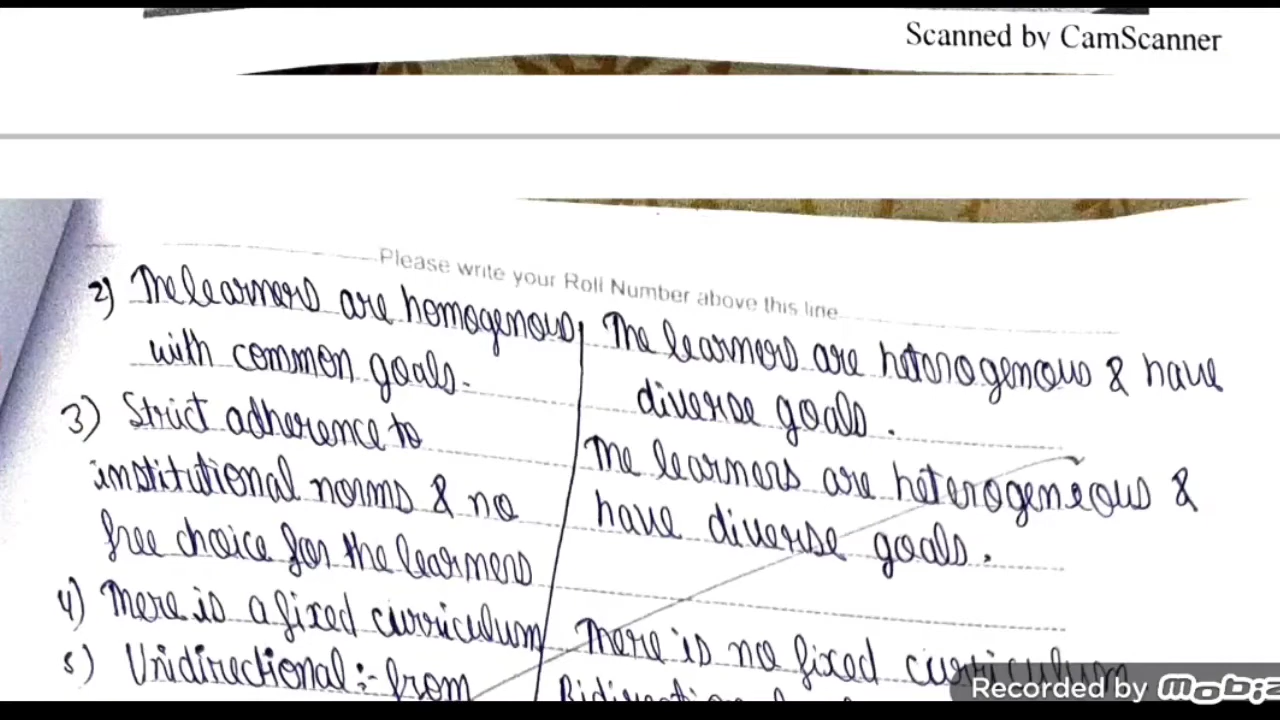 Scanned by CamScanner
Please write your Roll Number above this line
2) The learners are homogenous
with common goals.
The learners are heterogenous & have
diverse goals.
3) Strict adherence to
institutional norms & no
free choice for the learners
The learners are heterogeneous &
have diverse goals.
4) There is a fixed curriculum
There is no fixed curriculum
5) Unidirectional :- from
Recorded by